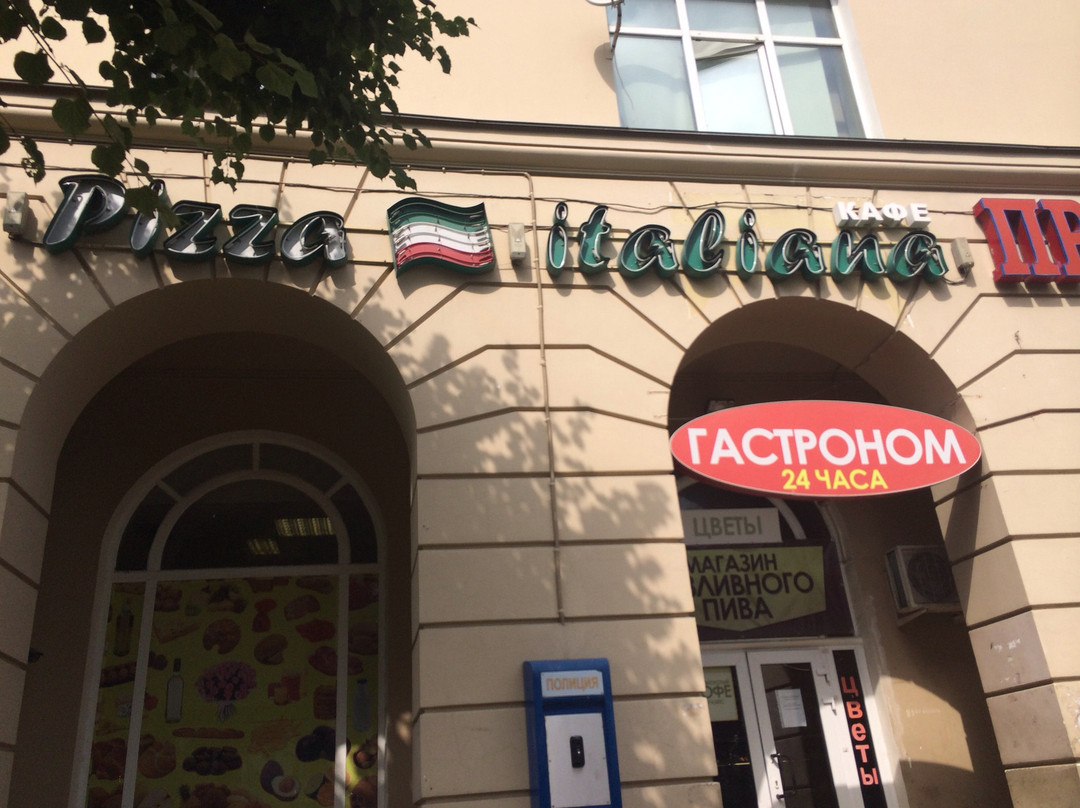 Pizza italiana
КАФЕ
ГАСТРОНОМ
24 ЧАСА
ЦВЕТЫ
МАГАЗИН
ПИВА
ПОЛИЦИЯ
цветы